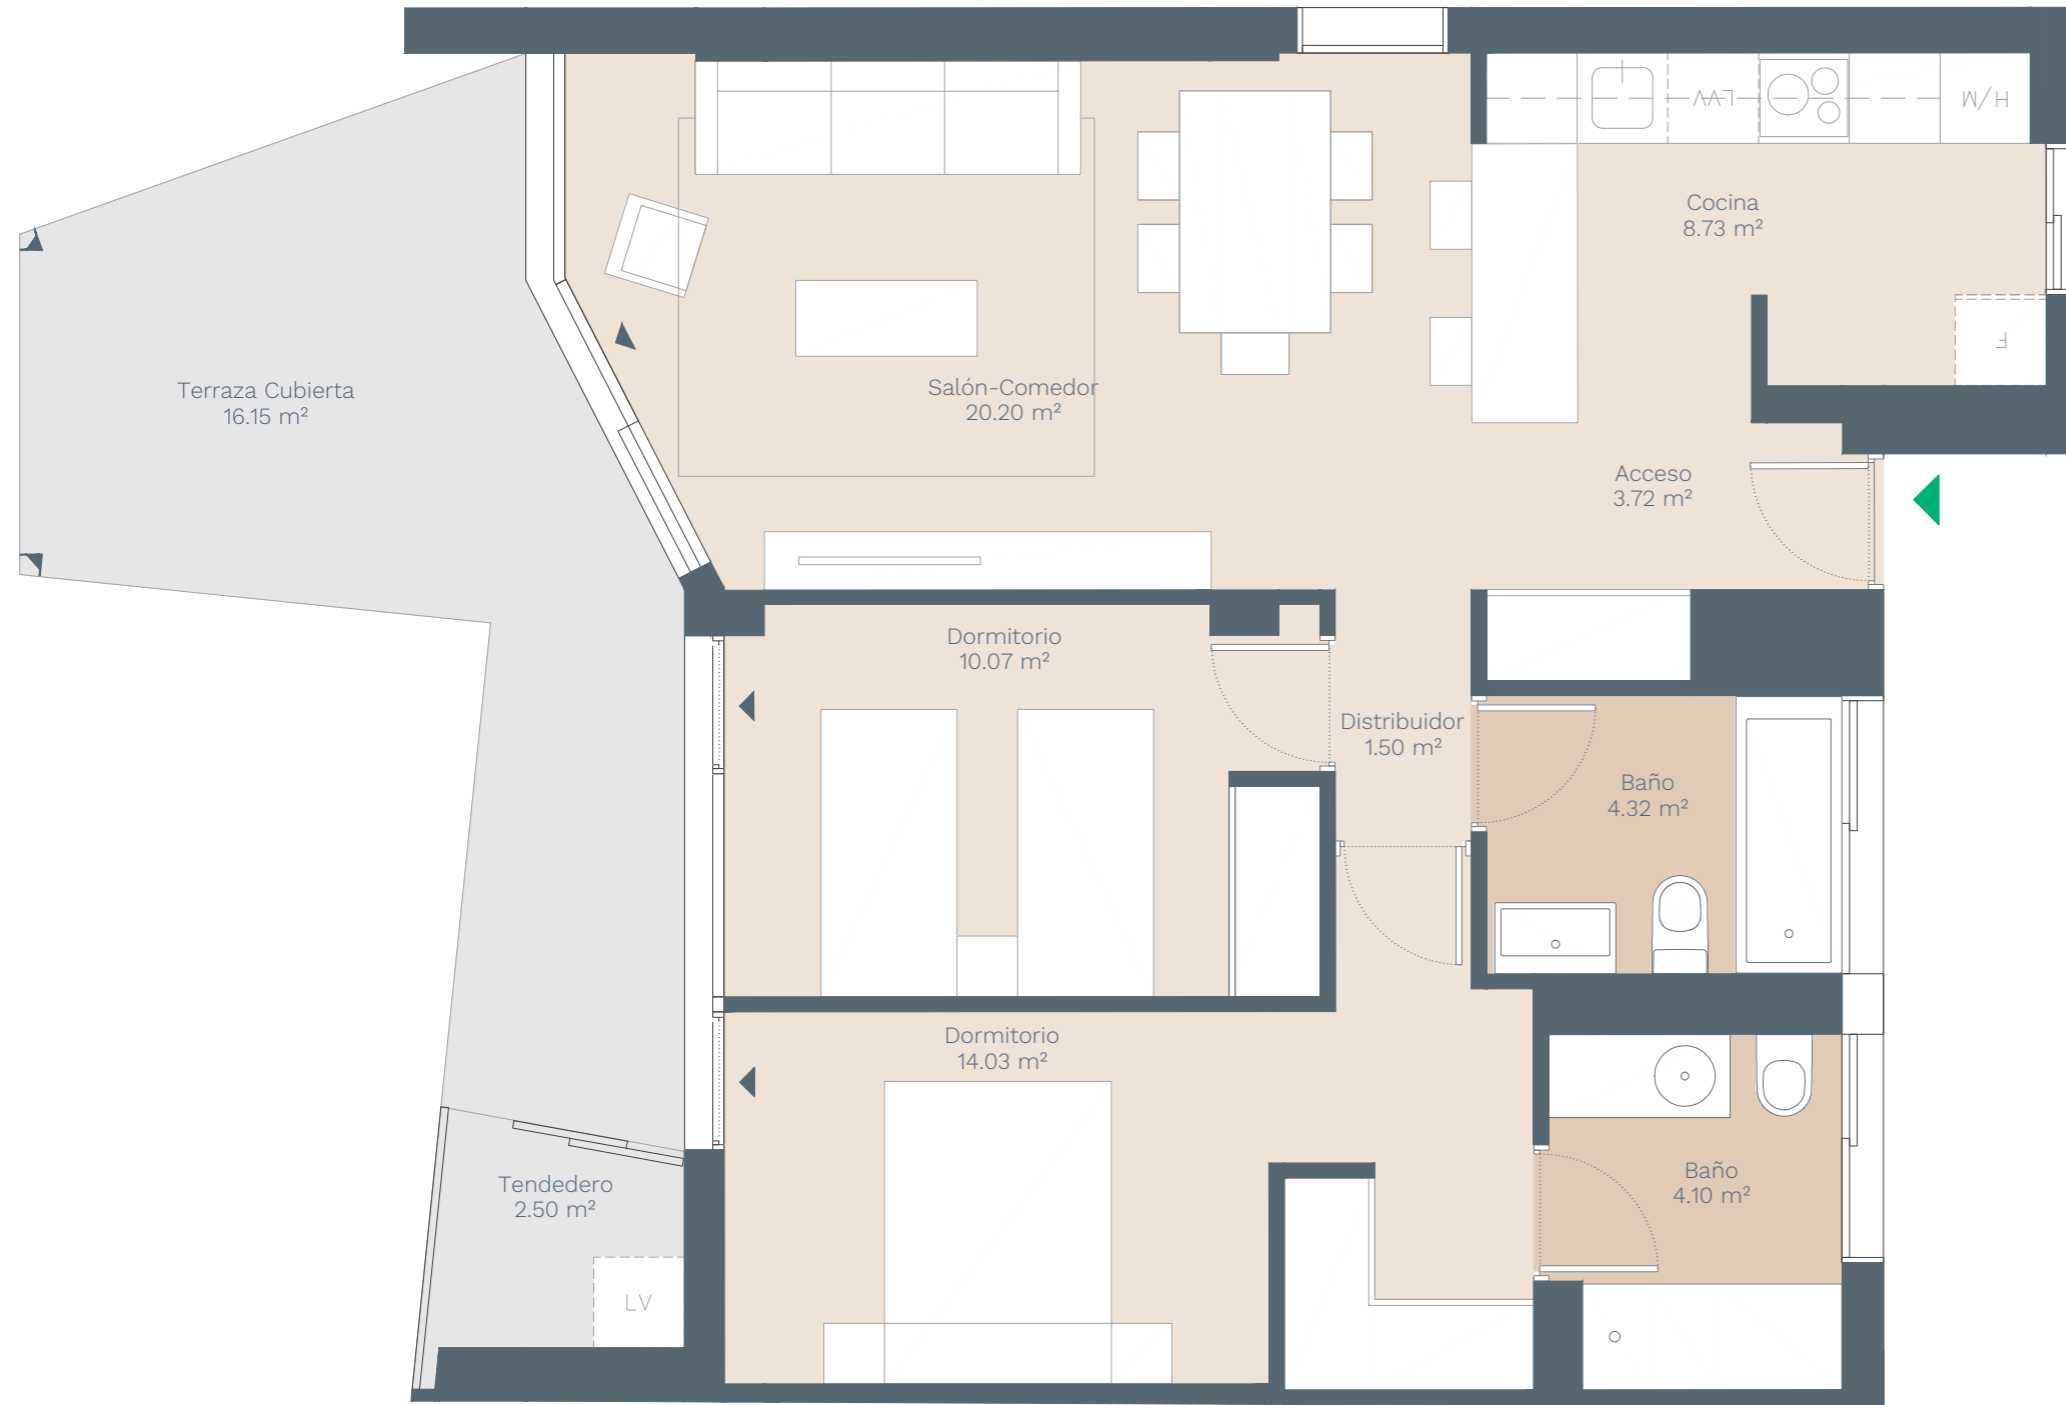 LVV
H/M
Cocina
8.73 m²
F
Terraza Cubierta
16.15 m²
Salón-Comedor
20.20 m²
Acceso
3.72 m²
Dormitorio
10.07 m²
Distribuidor
1.50 m²
Baño
4.32 m²
Dormitorio
14.03 m²
Tendedero
2.50 m²
Baño
4.10 m²
LV